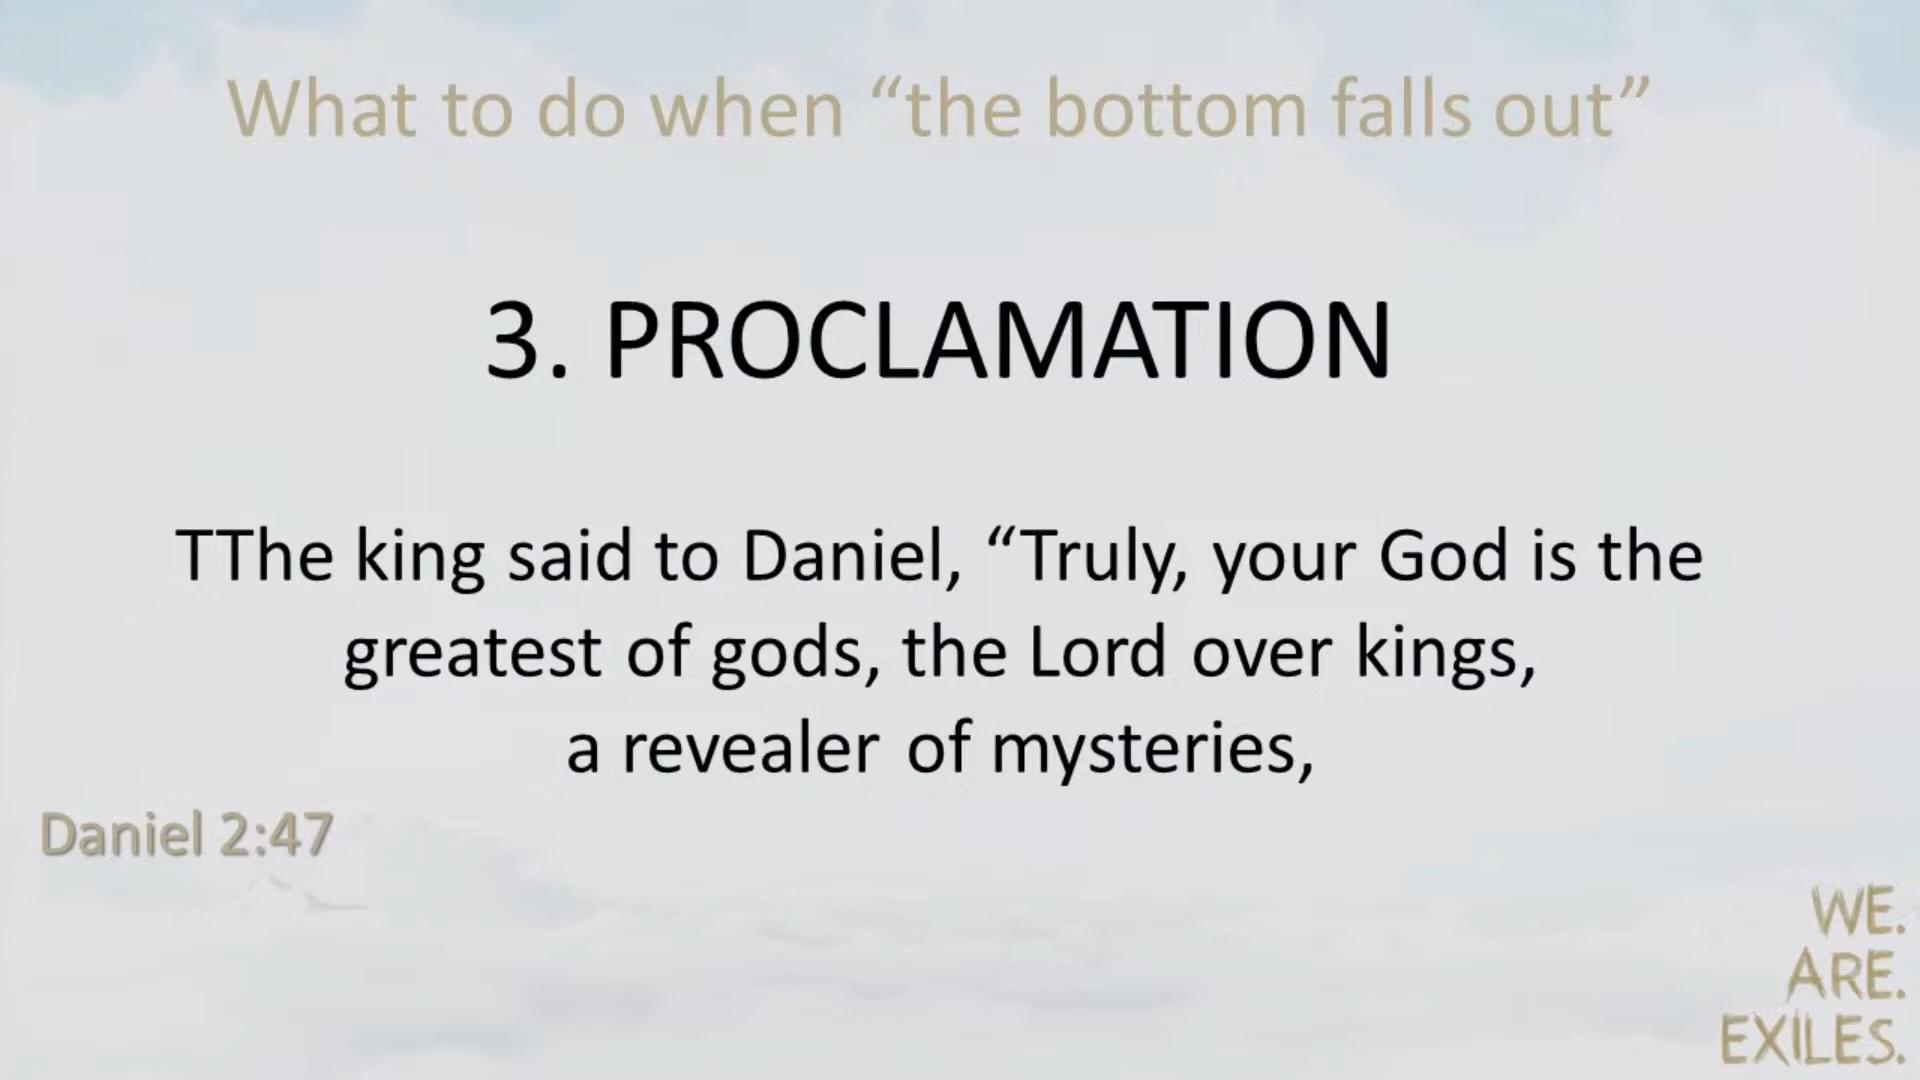 What to do when “the bottom falls out”
3. PROCLAMATION
TThe king said to Daniel, “Truly, your God is the
greatest of gods, the Lord over kings,
a revealer of mysteries,
Daniel 2:47
WE.
ARE.
EXILES.